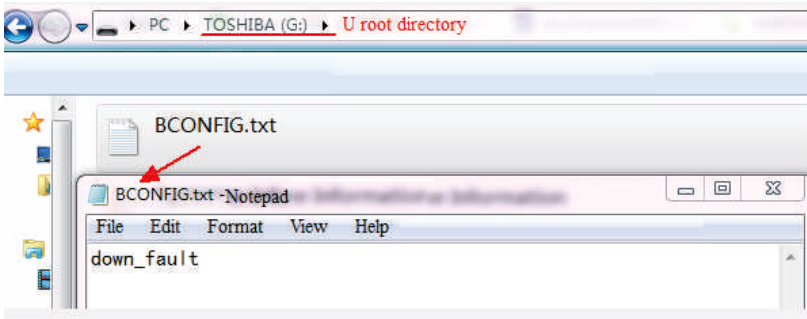 PC TOSHIBA (G:) U root directory
BCONFIG.txt
BCONFIG.txt -Notepad
File Edit Format View Help
down_fault